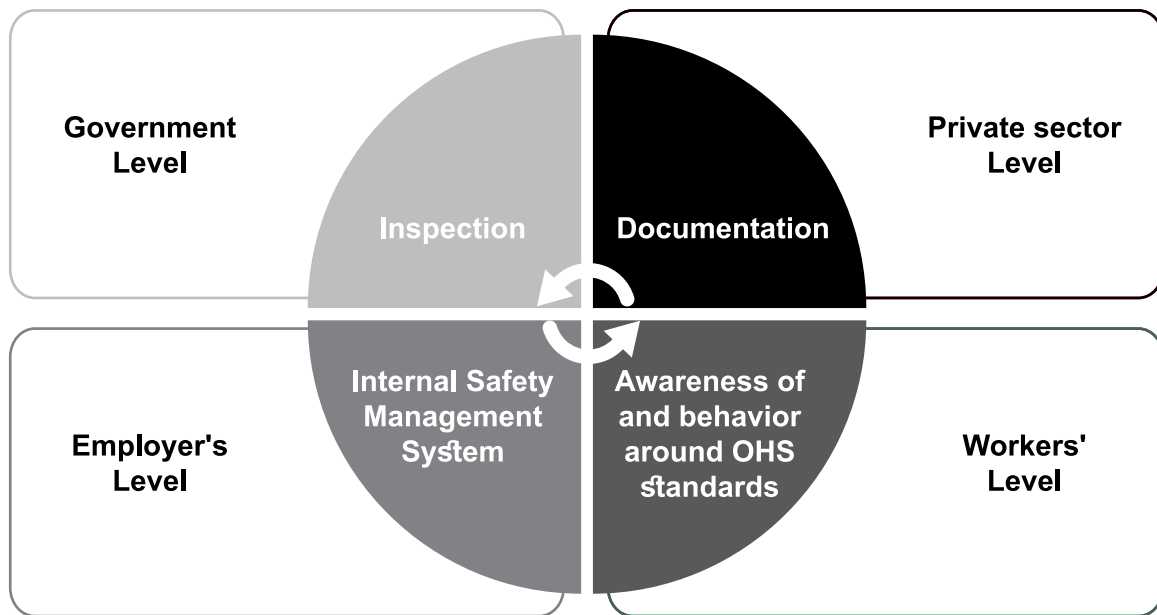 Government
Level
Private sector
Level
Inspection
Documentation
Internal Safety
Management
System
Awareness of
and behavior
around OHS
standards
Employer's
Level
Workers'
Level